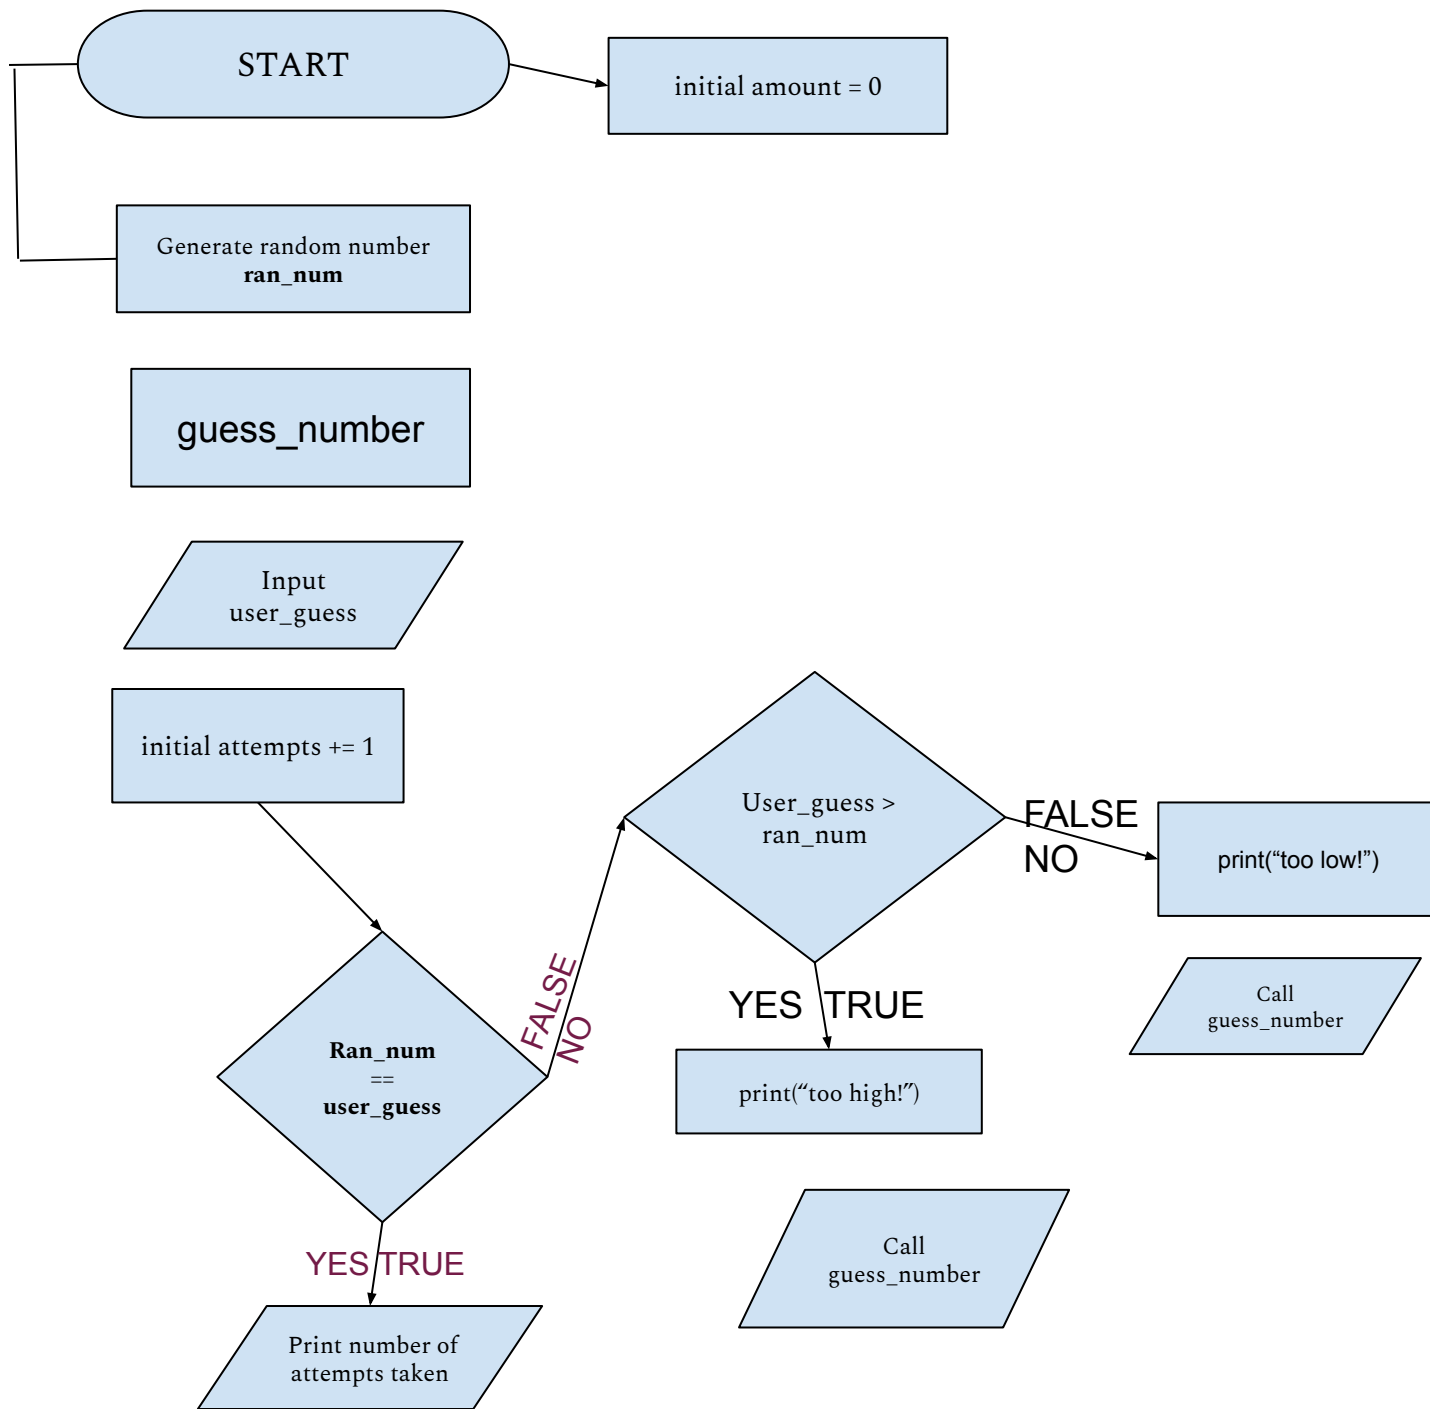 START
initial amount = 0
Generate random number
ran_num
guess_number
Input
user_guess
initial attempts += 1
User_guess >
ran_num
FALSE
NO
print(“too low!”)
Call
guess_number
YES TRUE
print(“too high!”)
Call
guess_number
FALSE
NO
Ran_num
==
user_guess
YES TRUE
Print number of
attempts taken